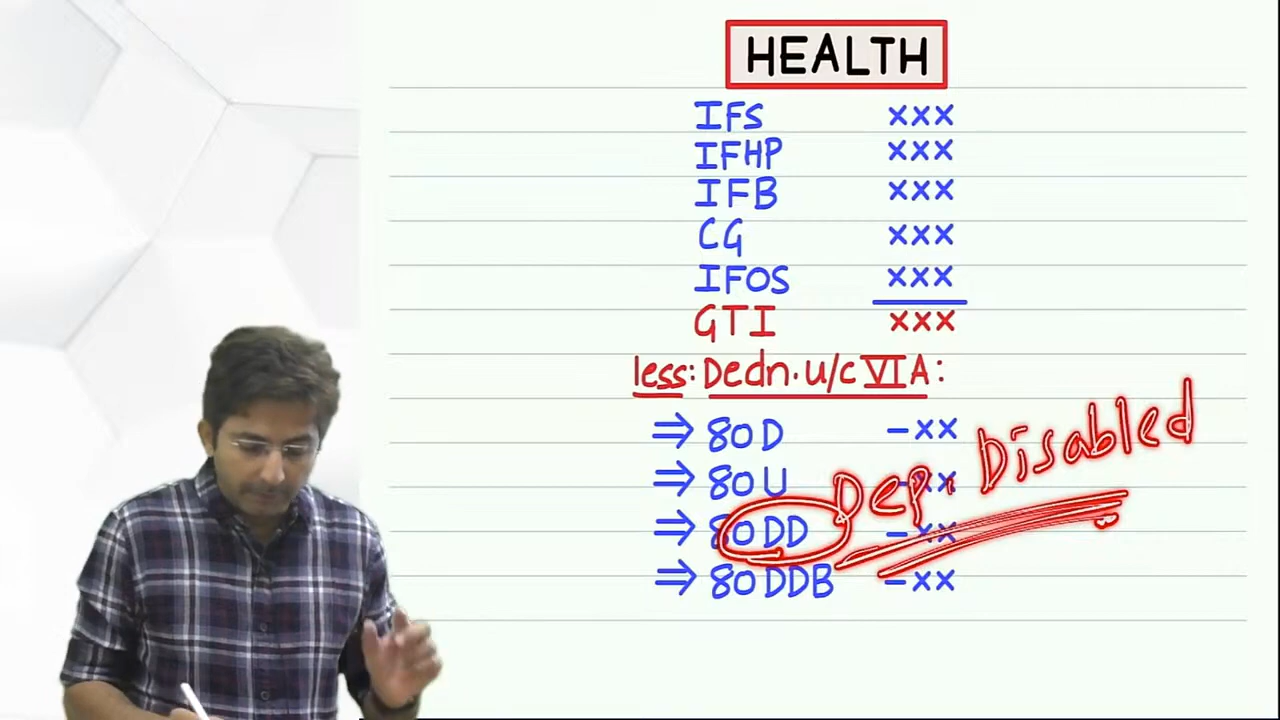 HEALTH
IFS xxx
IFHP xxx
IFB xxx
CG xxx
IFOS xxx
GTI xxx
less: Dedn. u/c VI A:
⇒ 80D -xx
⇒ 80U -xx
Dep. Disabled
⇒ 80DD -xx
⇒ 80DDB -xx